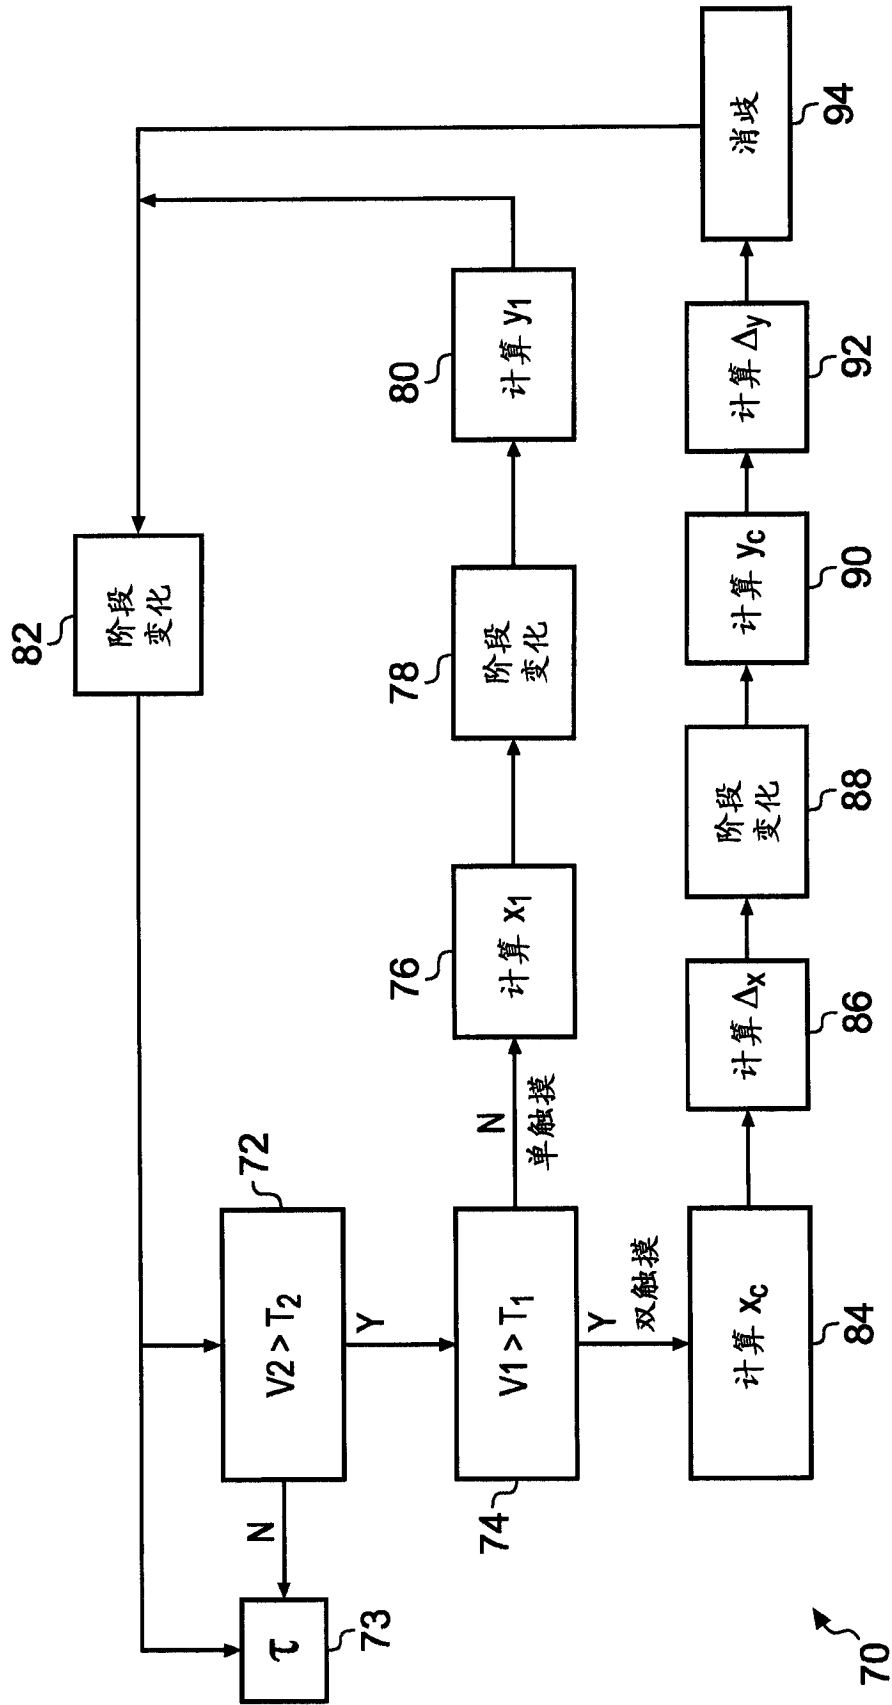 82
阶段
变化
τ
73
N
72
V2 > T2
Y
74
V1 > T1
N
单触摸
76
计算 x1
78
阶段
变化
80
计算 y1
Y
双触摸
计算 xc
84
计算 Δx
86
阶段
变化
88
计算 yc
90
计算 Δy
92
消歧
94
70